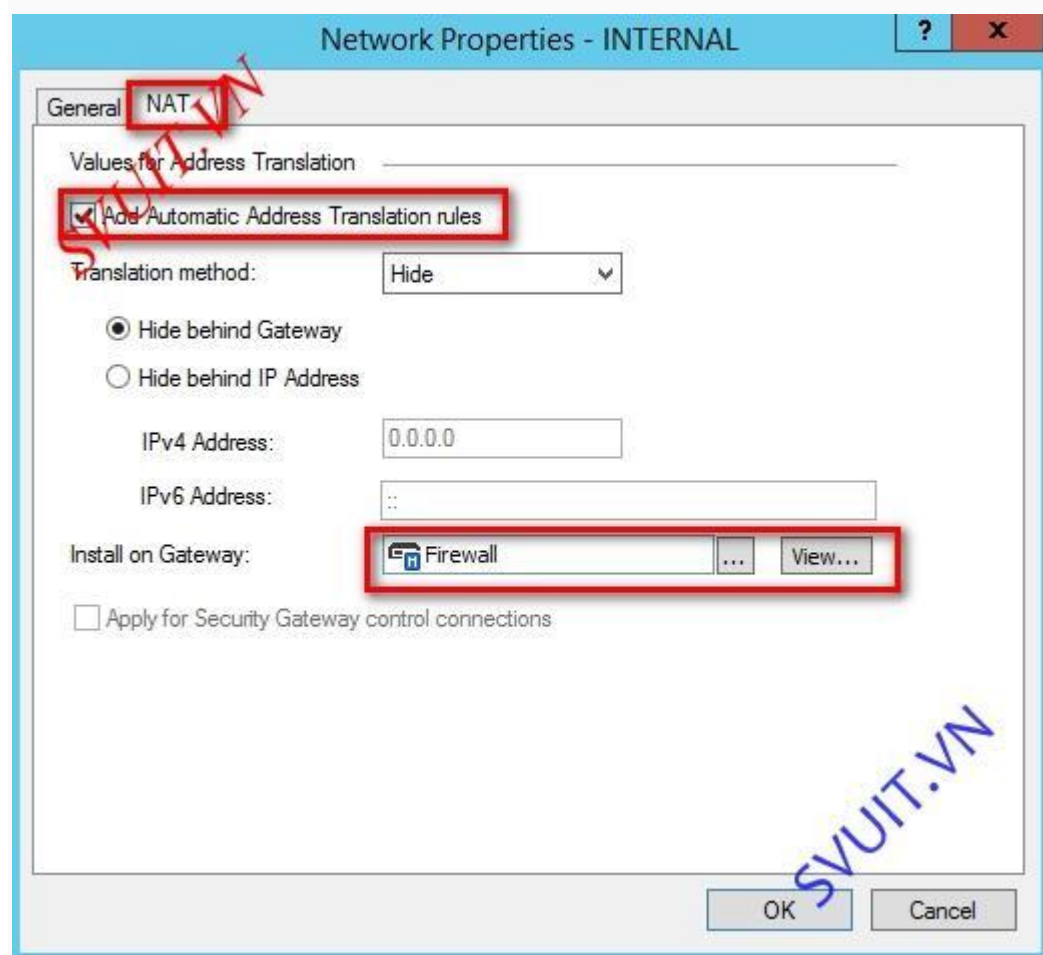 Network Properties - INTERNAL
? x
General NAT
Values for Address Translation
Add Automatic Address Translation rules
Translation method: Hide
Hide behind Gateway
Hide behind IP Address
IPv4 Address: 0.0.0.0
IPv6 Address: ::
Install on Gateway: Firewall ... View...
Apply for Security Gateway control connections
OK Cancel
SVUIT.VN
SVUIT.VN